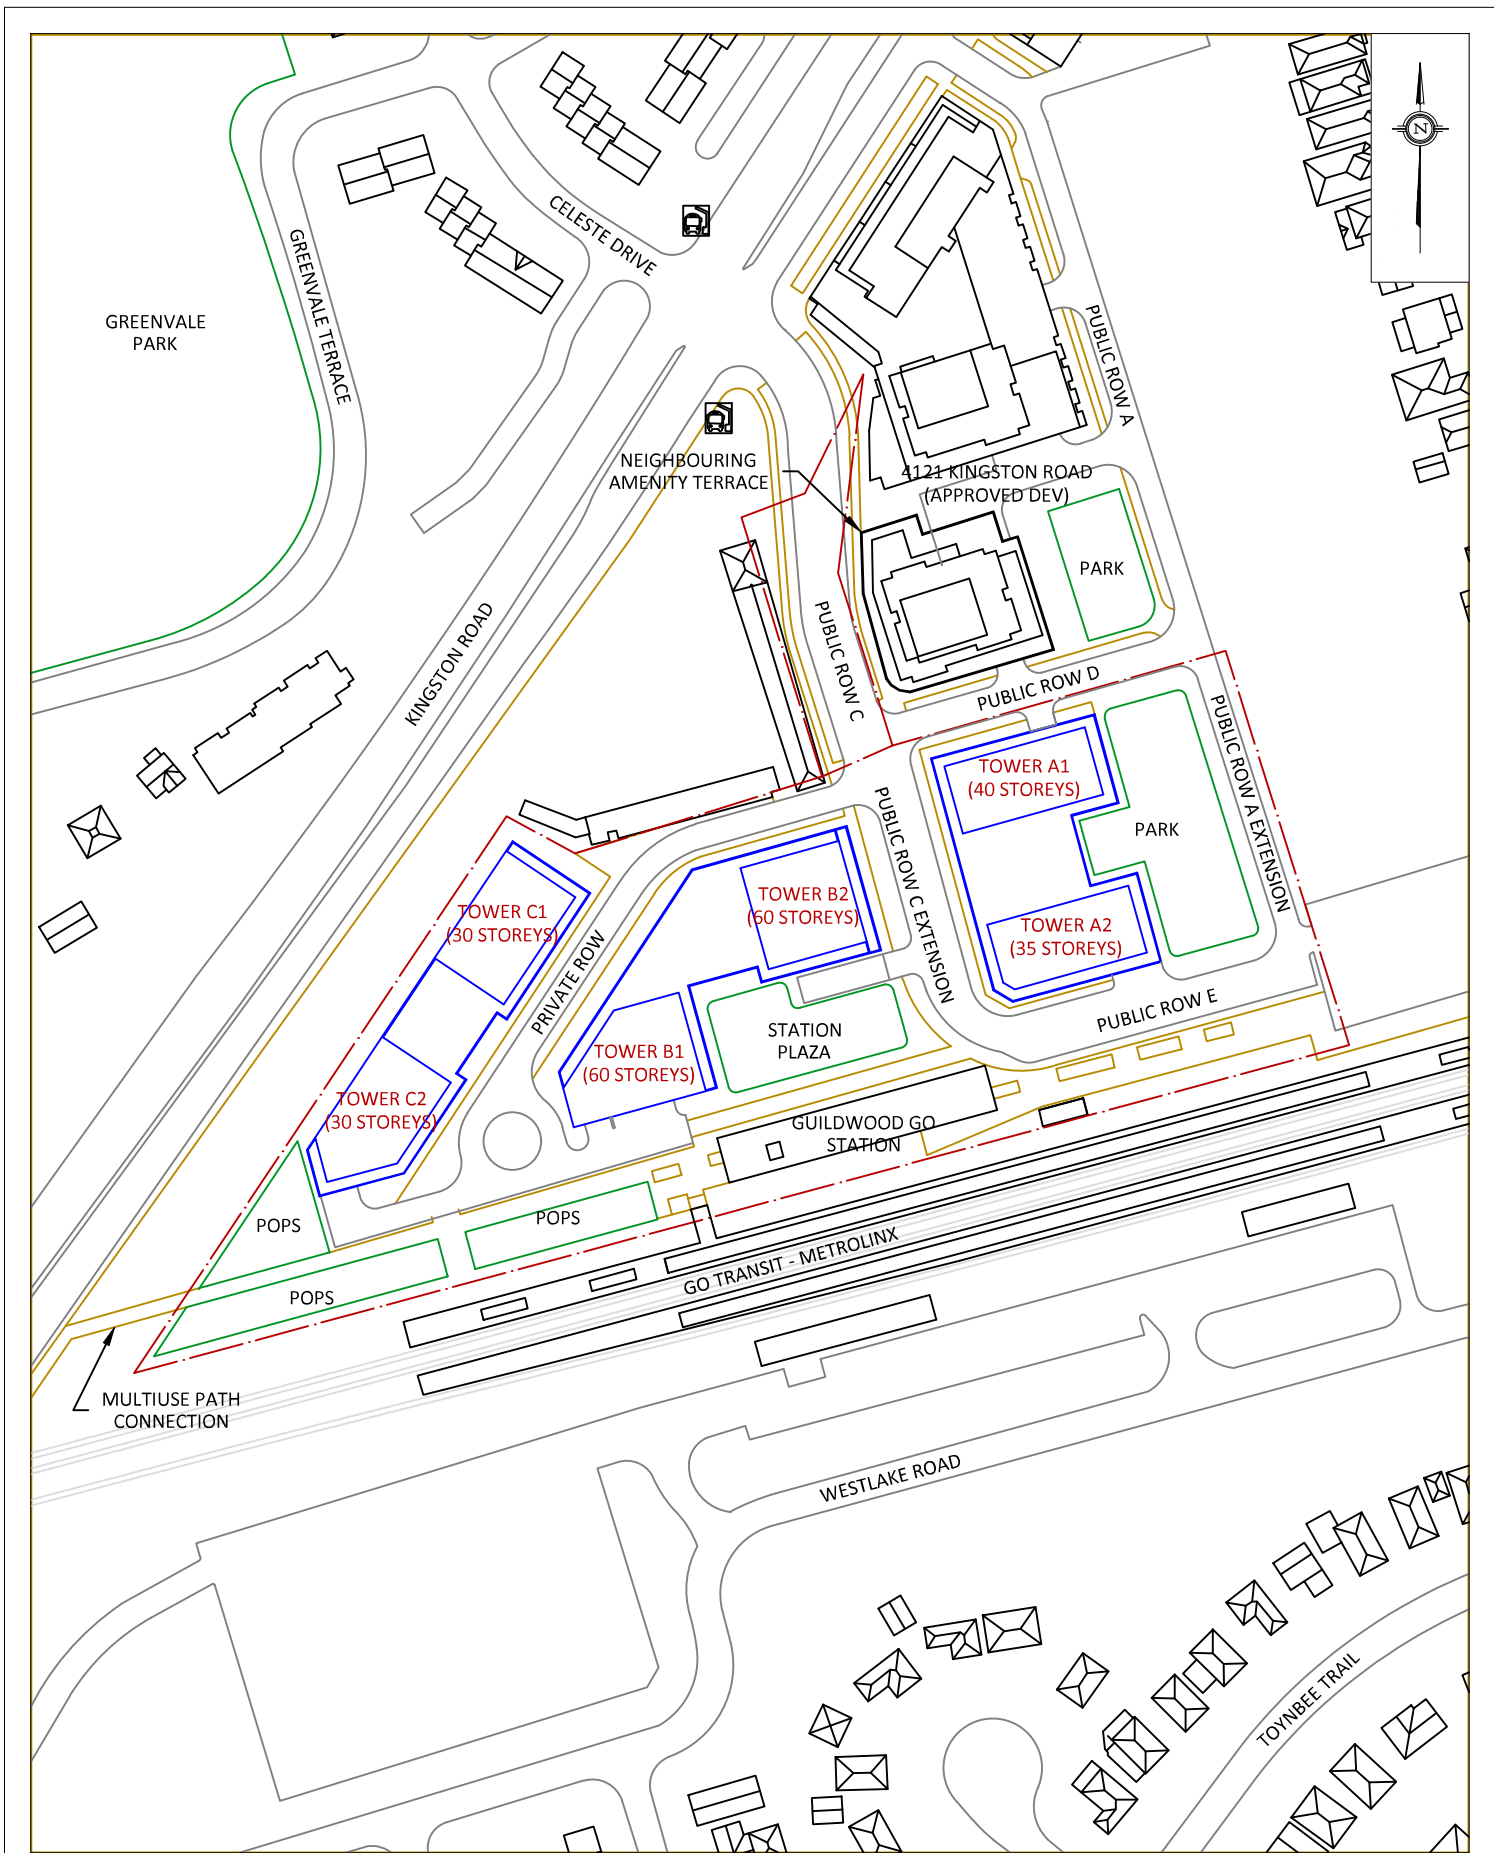 N
CELESTE DRIVE
GREENVALE TERRACE
GREENVALE
PARK
PUBLIC ROW A
NEIGHBOURING
AMENITY TERRACE
4121 KINGSTON ROAD
(APPROVED DEV)
PARK
KINGSTON ROAD
PUBLIC ROW C
PUBLIC ROW D
PUBLIC ROW A EXTENSION
TOWER A1
(40 STOREYS)
PARK
PUBLIC ROW C EXTENSION
TOWER B2
(60 STOREYS)
TOWER C1
(30 STOREYS)
TOWER A2
(35 STOREYS)
PRIVATE ROW
PUBLIC ROW E
STATION
PLAZA
TOWER B1
(60 STOREYS)
TOWER C2
(30 STOREYS)
GUILDWOOD GO
STATION
POPS
POPS
GO TRANSIT - METROLINX
POPS
MULTIUSE PATH
CONNECTION
WESTLAKE ROAD
TOYNBEE TRAIL